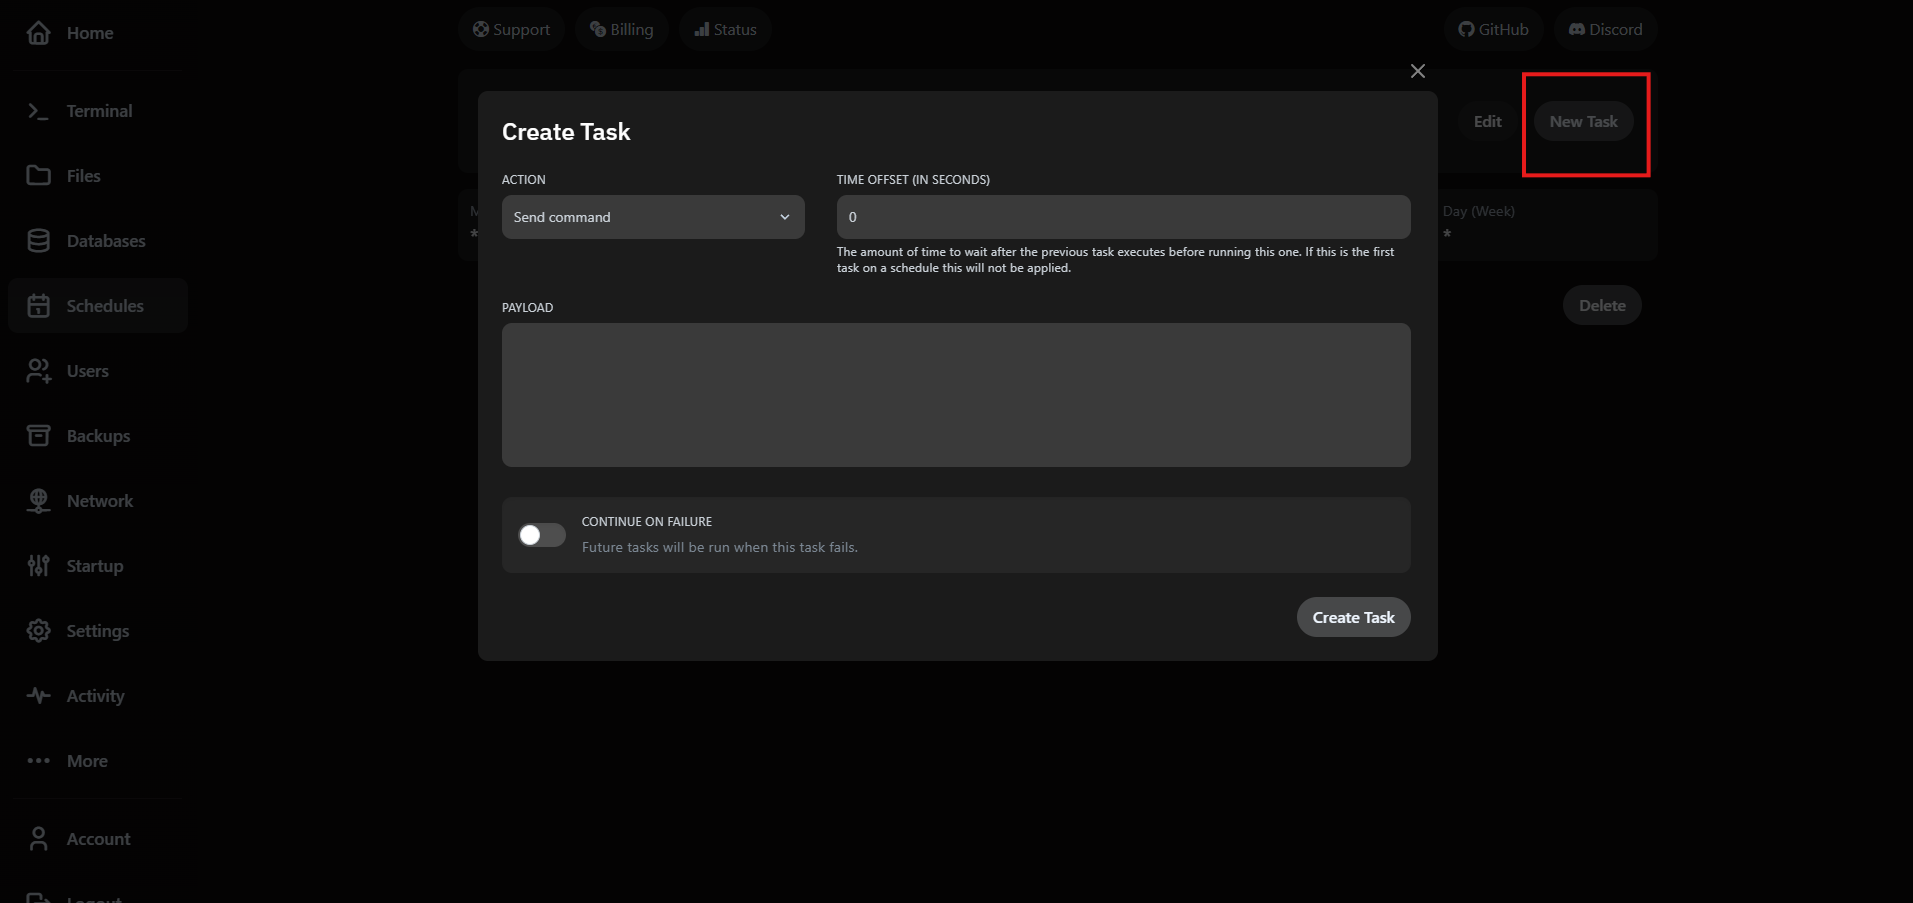 Home
Support
Billing
Status
GitHub
Discord
Terminal
Create Task
Edit
New Task
Files
ACTION
TIME OFFSET (IN SECONDS)
Send command
0
Day (Week)
*
*
Databases
The amount of time to wait after the previous task executes before running this one. If this is the first
task on a schedule this will not be applied.
Schedules
PAYLOAD
Delete
Users
Backups
Network
CONTINUE ON FAILURE
Future tasks will be run when this task fails.
Startup
Create Task
Settings
Activity
More
Account
Logout